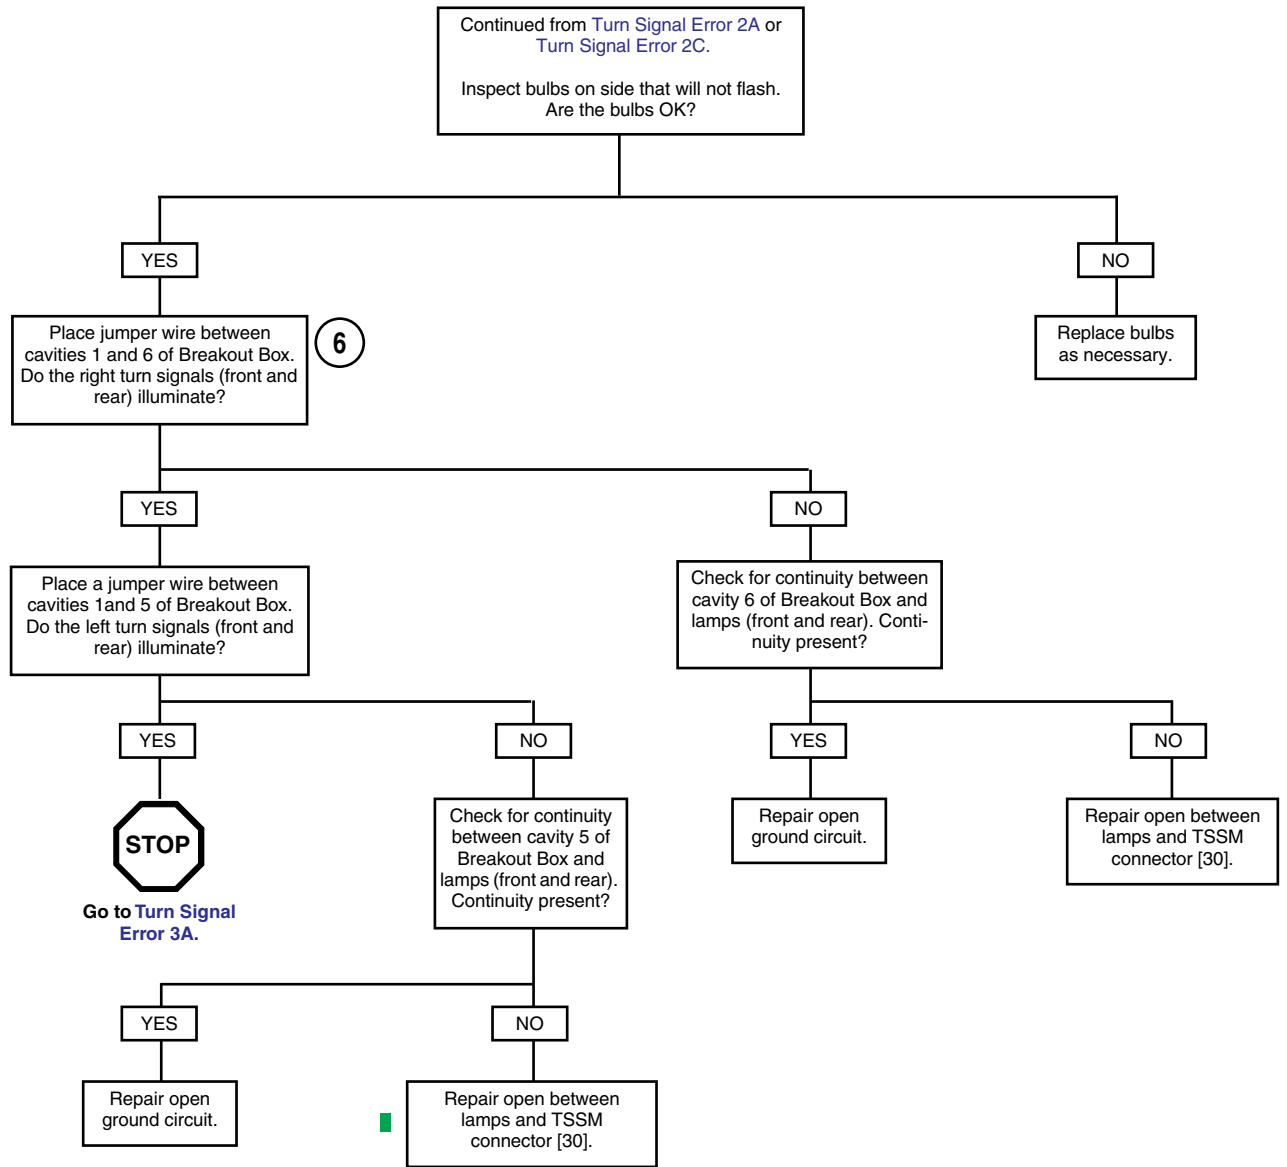 Continued from Turn Signal Error 2A or
Turn Signal Error 2C.
Inspect bulbs on side that will not flash.
Are the bulbs OK?
YES
NO
Place jumper wire between
cavities 1 and 6 of Breakout Box.
Do the right turn signals (front and
rear) illuminate?
6
Replace bulbs
as necessary.
YES
NO
Place a jumper wire between
cavities 1and 5 of Breakout Box.
Do the left turn signals (front and
rear) illuminate?
Check for continuity between
cavity 6 of Breakout Box and
lamps (front and rear). Conti-
nuity present?
YES
NO
YES
NO
STOP
Go to Turn Signal
Error 3A.
Check for continuity
between cavity 5 of
Breakout Box and
lamps (front and rear).
Continuity present?
Repair open
ground circuit.
Repair open between
lamps and TSSM
connector [30].
YES
NO
Repair open
ground circuit.
Repair open between
lamps and TSSM
connector [30].